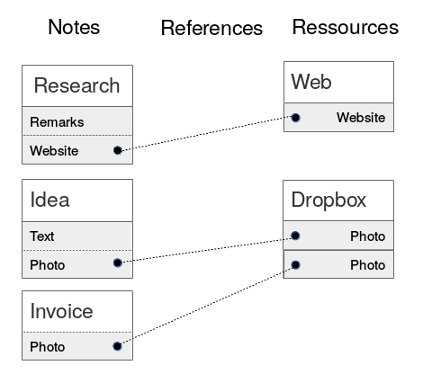 Notes
References
Ressources
Research
Remarks
Website
Idea
Text
Photo
Invoice
Photo
Web
Website
Dropbox
Photo
Photo